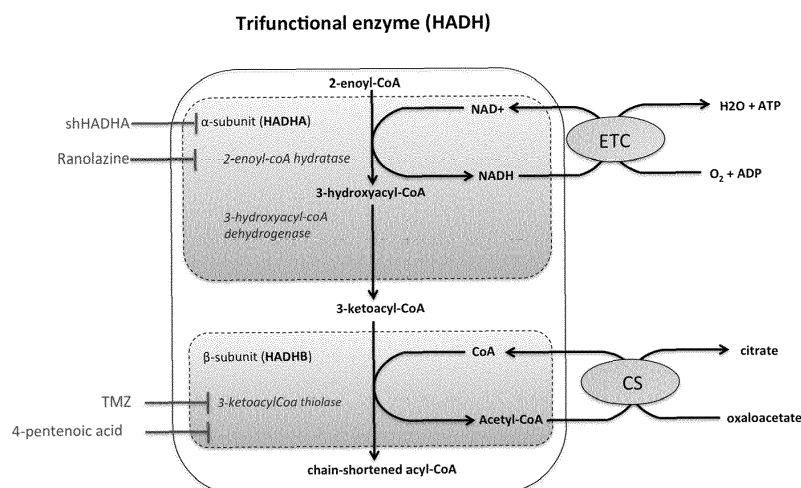 Trifunctional enzyme (HADH)
2-enoyl-CoA
shHADHA
α-subunit (HADHA)
NAD+
H2O + ATP
ETC
Ranolazine
2-enoyl-coA hydratase
NADH
O₂ + ADP
3-hydroxyacyl-CoA
3-hydroxyacyl-coA
dehydrogenase
3-ketoacyl-CoA
β-subunit (HADHB)
CoA
citrate
CS
TMZ
3-ketoacylCoa thiolase
Acetyl-CoA
oxaloacetate
4-pentenoic acid
chain-shortened acyl-CoA